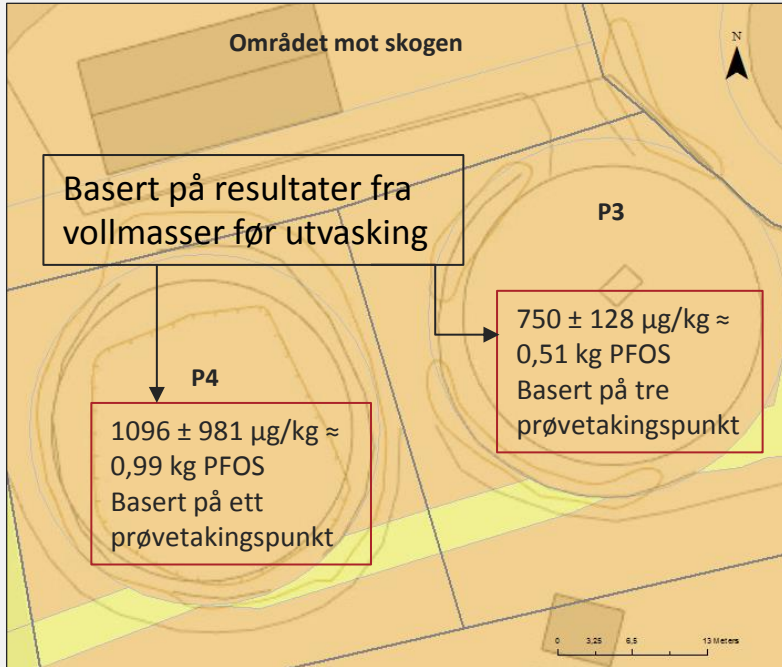 Området mot skogen
N
Basert på resultater fra
vollmasser før utvasking
P3
750 ± 128 µg/kg ≈
0,51 kg PFOS
Basert på tre
prøvetakingspunkt
P4
1096 ± 981 µg/kg ≈
0,99 kg PFOS
Basert på ett
prøvetakingspunkt
0 3,25 6,5 13 Meters